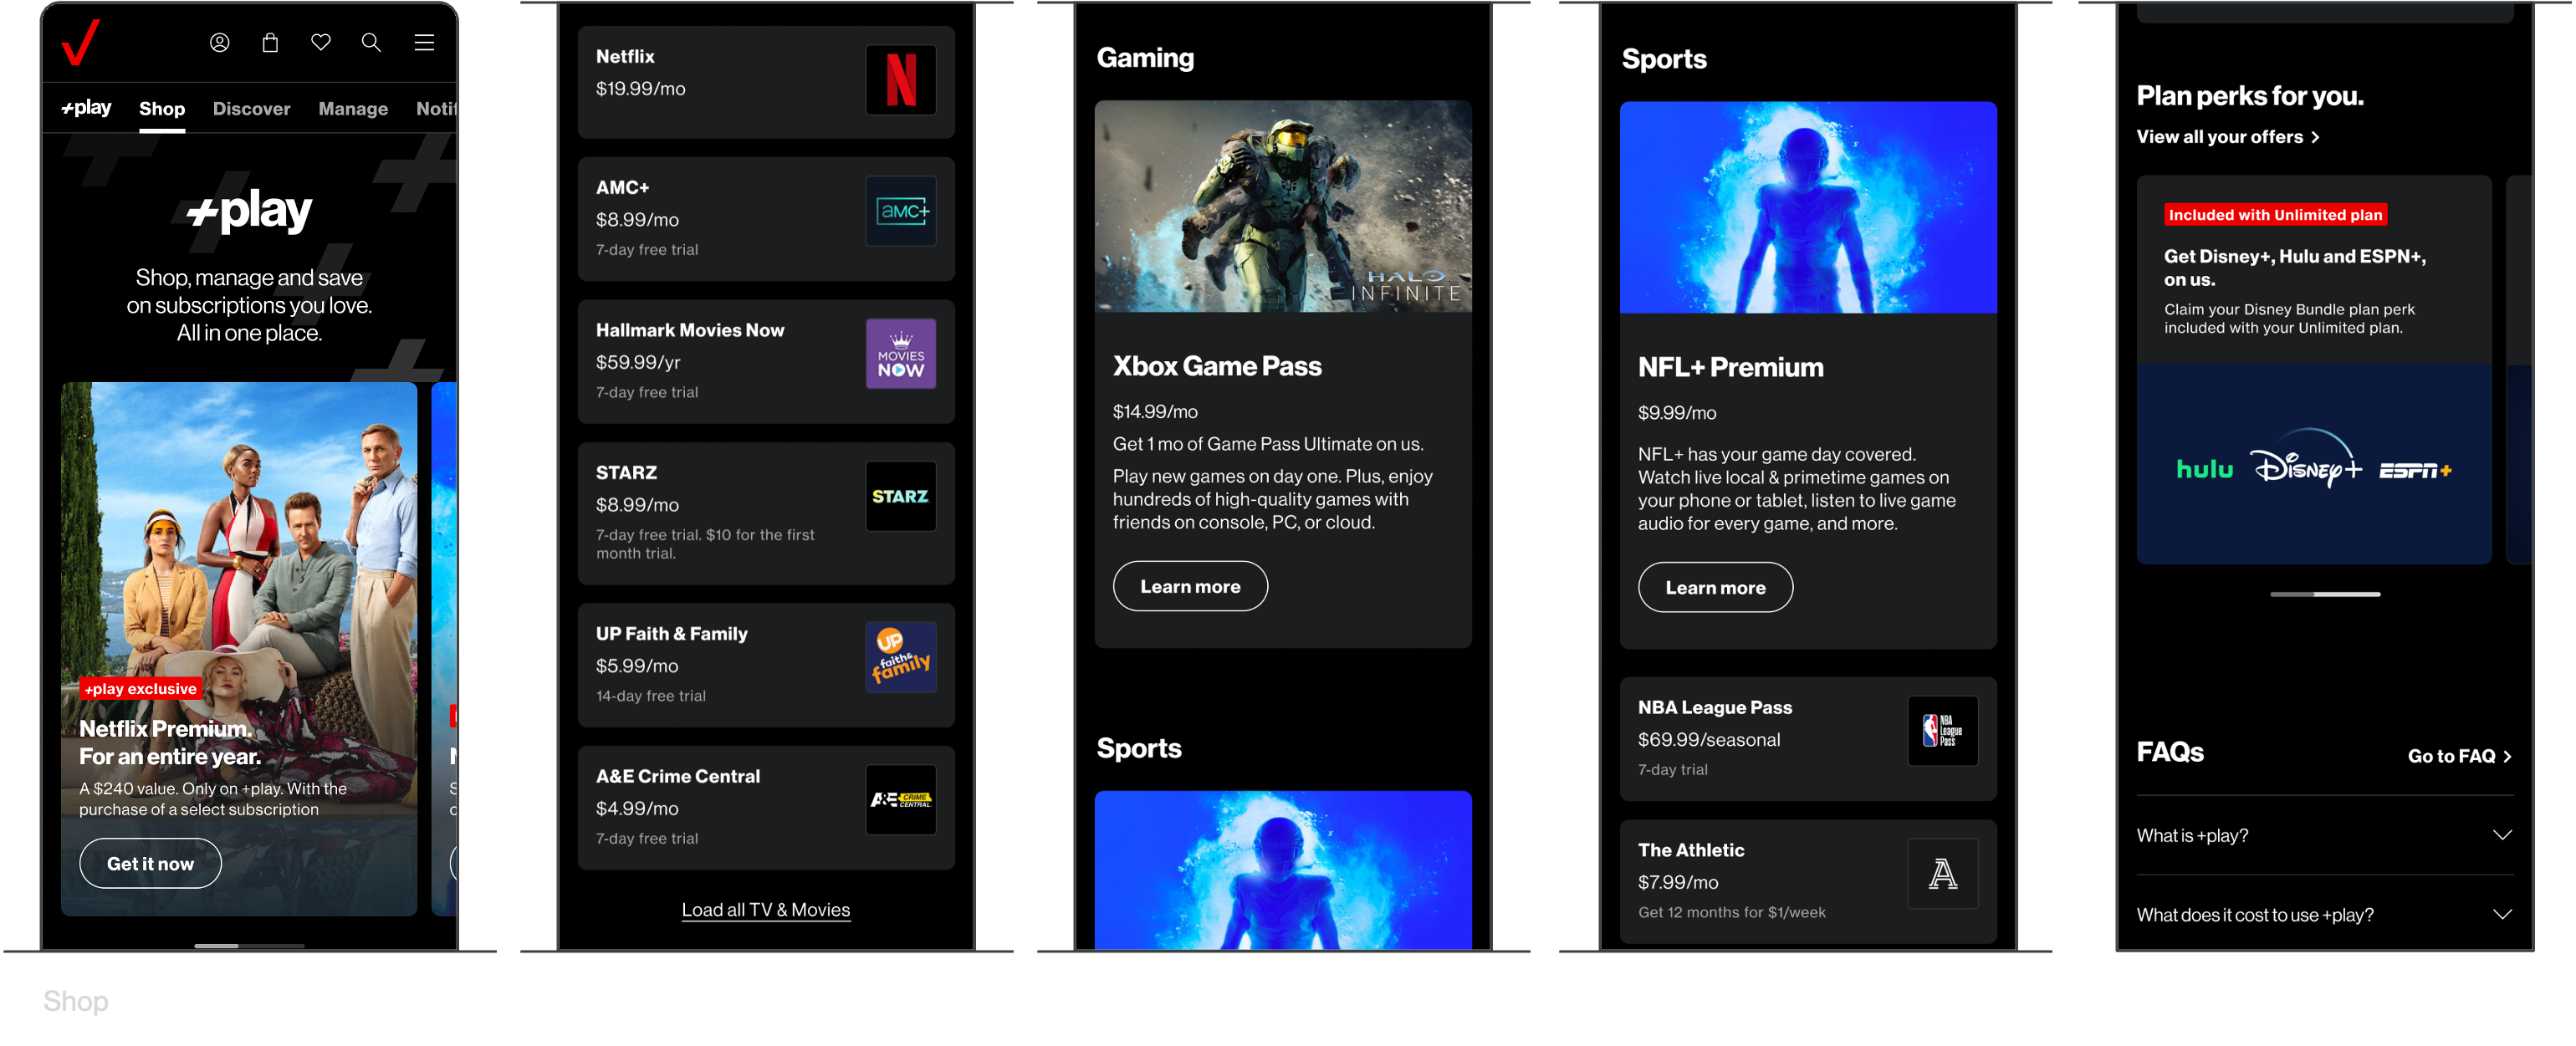 +play Shop Discover Manage Notif
+play
Shop, manage and save
on subscriptions you love.
All in one place.
+play exclusive
Netflix Premium.
For an entire year.
A $240 value. Only on +play. With the
purchase of a select subscription
Get it now
Netflix
$19.99/mo
N
AMC+
$8.99/mo
7-day free trial
aMC+
Hallmark Movies Now
$59.99/yr
7-day free trial
MOVIES
NOW
STARZ
$8.99/mo
7-day free trial. $10 for the first
month trial.
STARZ
UP Faith & Family
$5.99/mo
14-day free trial
UP
faith&
family
A&E Crime Central
$4.99/mo
7-day free trial
A&E CRIME
CENTRAL
Load all TV & Movies
Gaming
HALO
INFINITE
Xbox Game Pass
$14.99/mo
Get 1 mo of Game Pass Ultimate on us.
Play new games on day one. Plus, enjoy
hundreds of high-quality games with
friends on console, PC, or cloud.
Learn more
Sports
Sports
NFL+ Premium
$9.99/mo
NFL+ has your game day covered.
Watch live local & primetime games on
your phone or tablet, listen to live game
audio for every game, and more.
Learn more
NBA League Pass
$69.99/seasonal
7-day trial
NBA
League
Pass
The Athletic
$7.99/mo
Get 12 months for $1/week
A
Plan perks for you.
View all your offers
Included with Unlimited plan
Get Disney+, Hulu and ESPN+,
on us.
Claim your Disney Bundle plan perk
included with your Unlimited plan.
hulu Disney+ ESPN+
FAQs Go to FAQ
What is +play?
What does it cost to use +play?
Shop